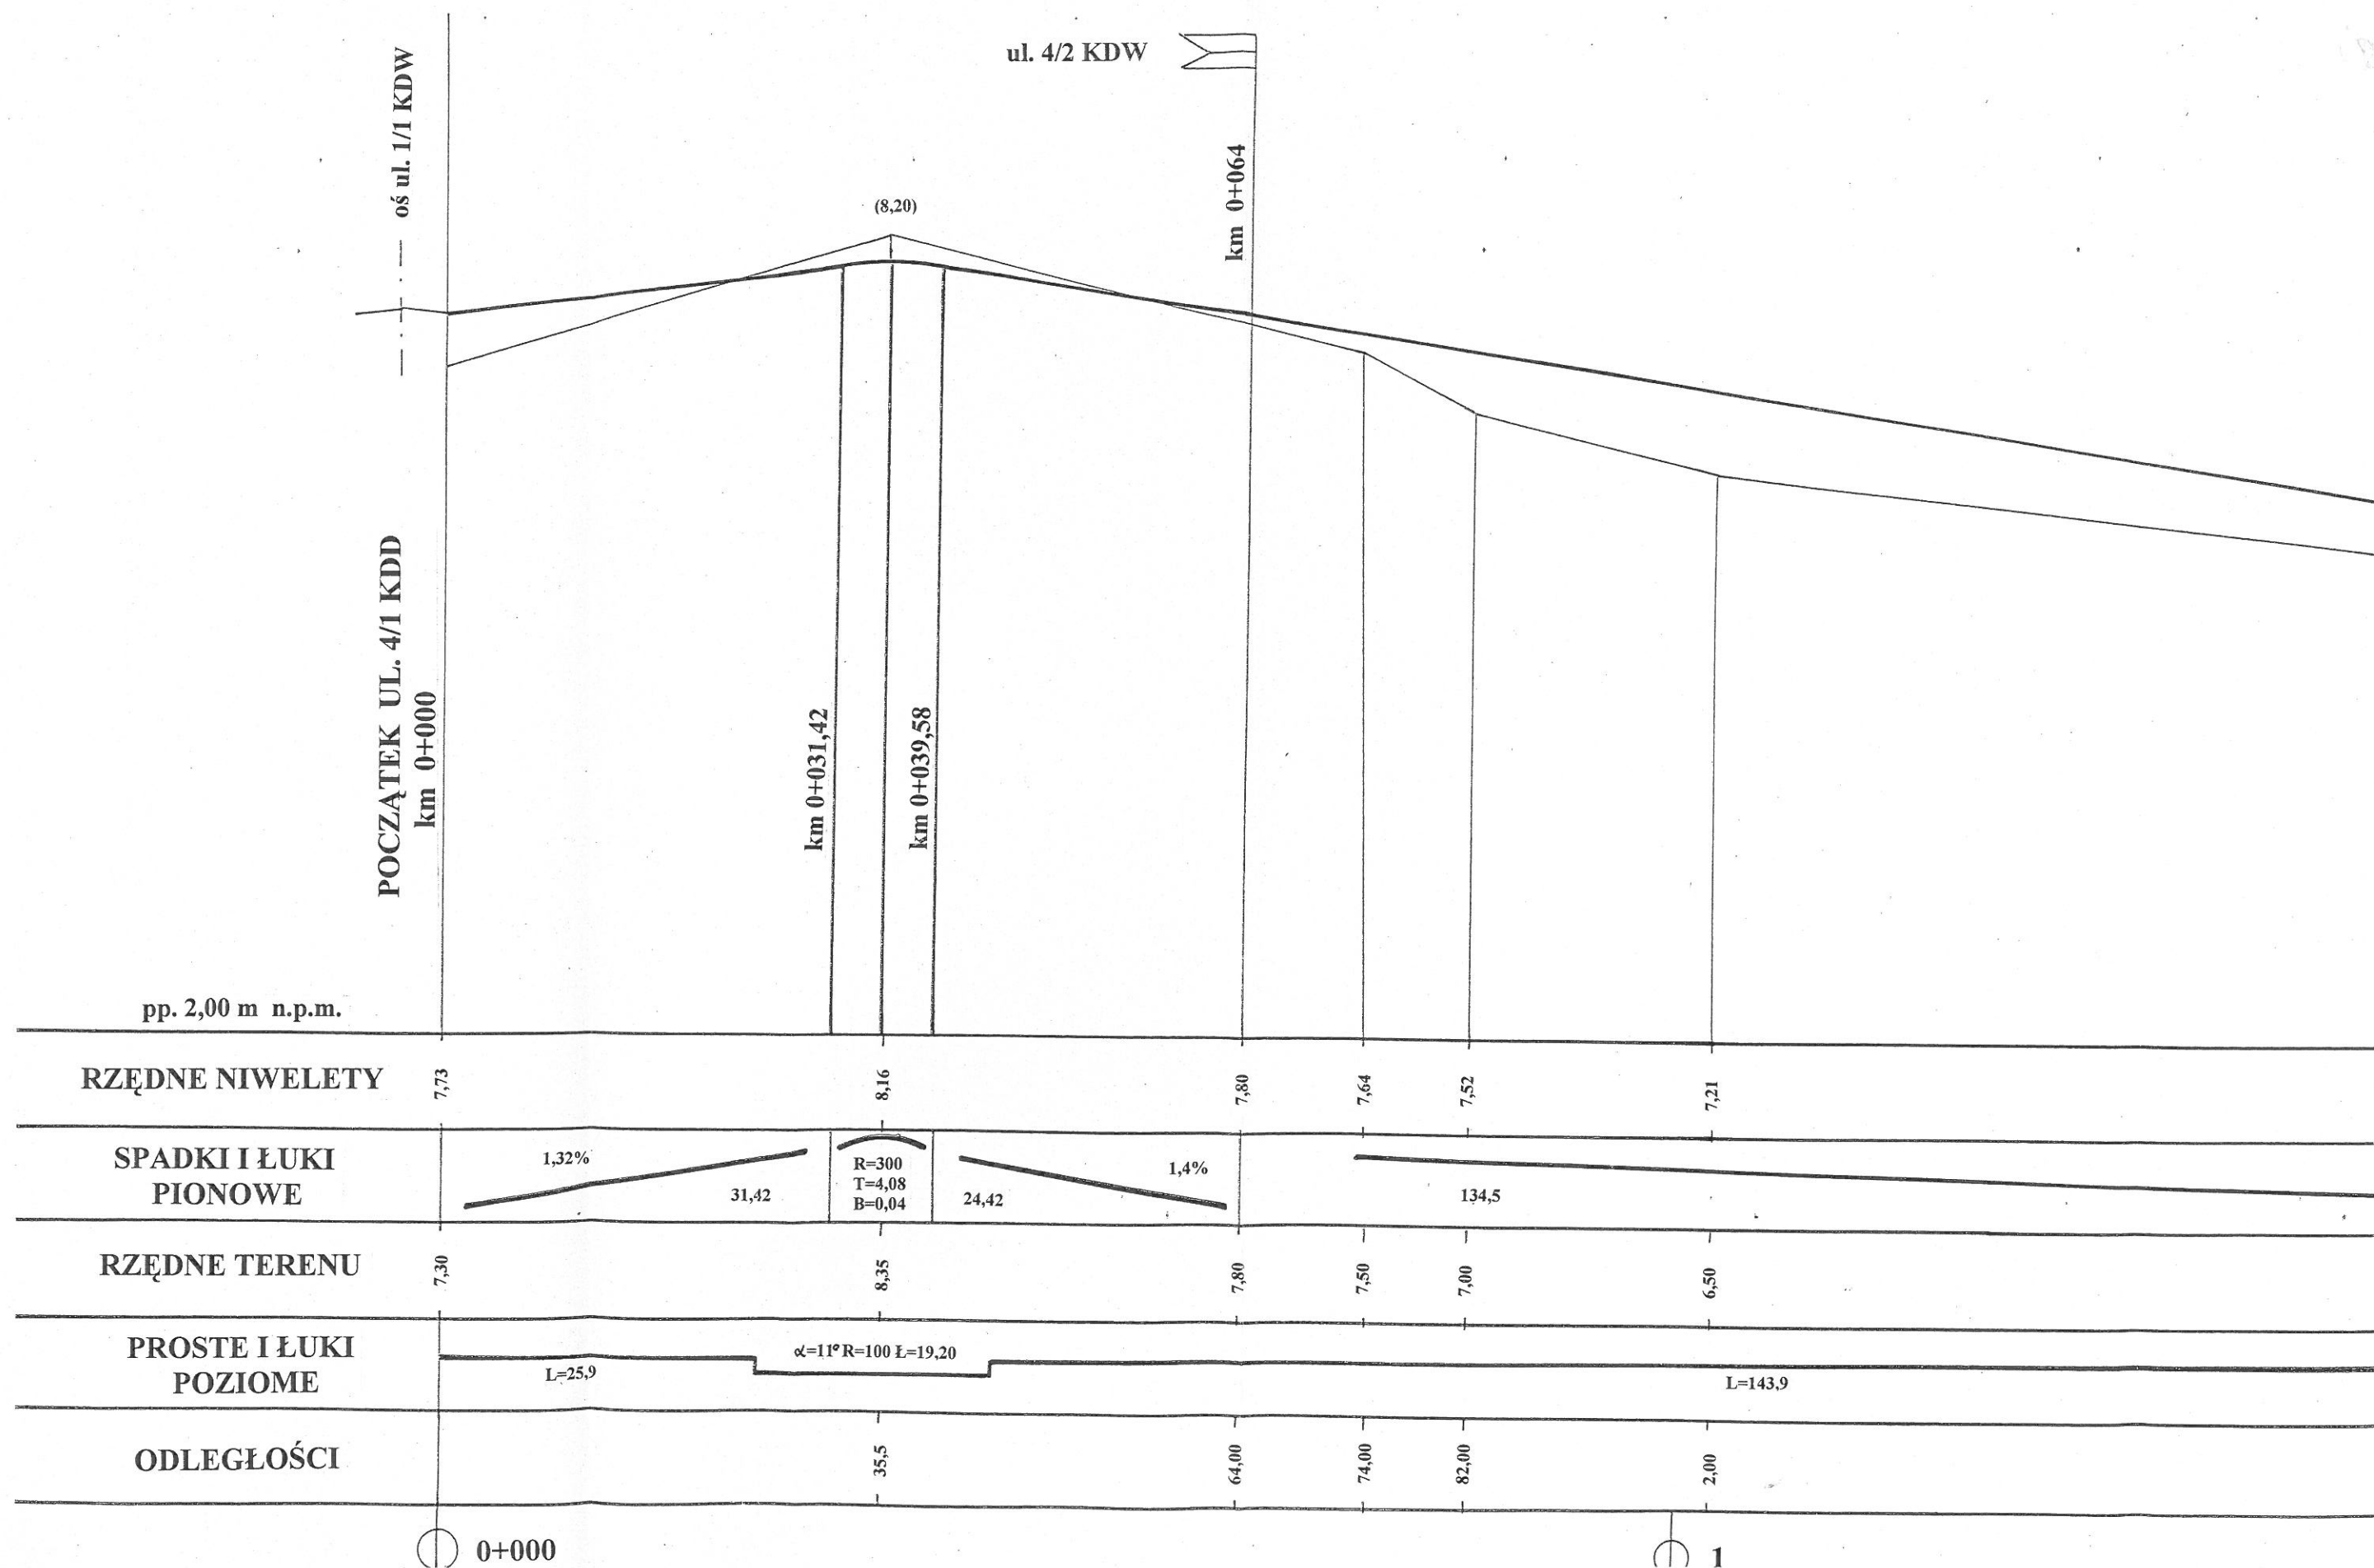 oś ul. 1/1 KDW
ul. 4/2 KDW
km 0+064
(8,20)
POCZĄTEK UL. 4/1 KDD
km 0+000
km 0+031,42
km 0+039,58
pp. 2,00 m n.p.m.
RZĘDNE NIWELETY
7,73
8,16
7,80
7,64
7,52
7,21
SPADKI I ŁUKI
PIONOWE
1,32%
31,42
R=300
T=4,08
B=0,04
24,42
1,4%
134,5
RZĘDNE TERENU
7,30
8,35
7,80
7,50
7,00
6,50
PROSTE I ŁUKI
POZIOME
L=25,9
α=11° R=100 Ł=19,20
L=143,9
ODLEGŁOŚCI
35,5
64,00
74,00
82,00
2,00
0+000
1